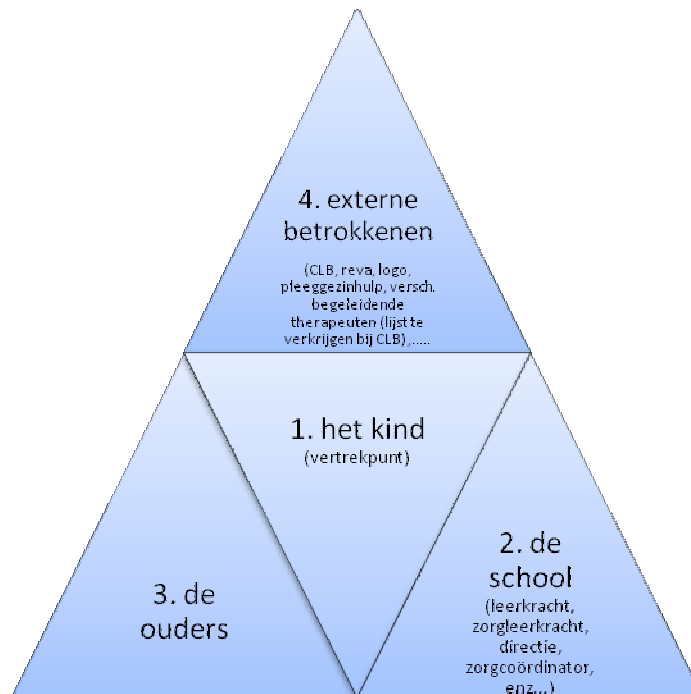 4. externe
betrokkenen
(CLB, reva, logo,
pleeggezinhulp, versch.
begeleidende
therapeuten (lijst te
verkrijgen bij CLB),.....
1. het kind
(vertrekpunt)
2. de
school
(leerkracht,
zorgleerkracht,
directie,
zorgcoördinator,
enz...)
3. de
ouders